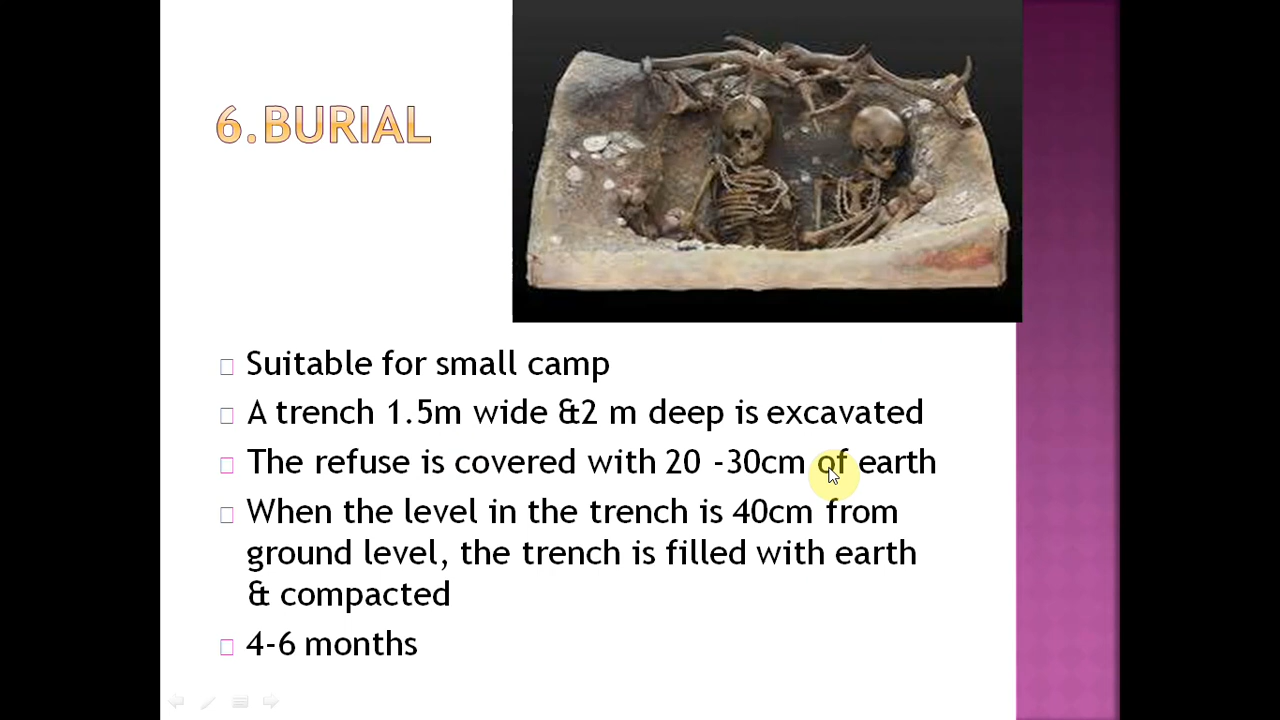 6.BURIAL
Suitable for small camp
A trench 1.5m wide &2 m deep is excavated
The refuse is covered with 20 -30cm of earth
When the level in the trench is 40cm from
ground level, the trench is filled with earth
& compacted
4-6 months